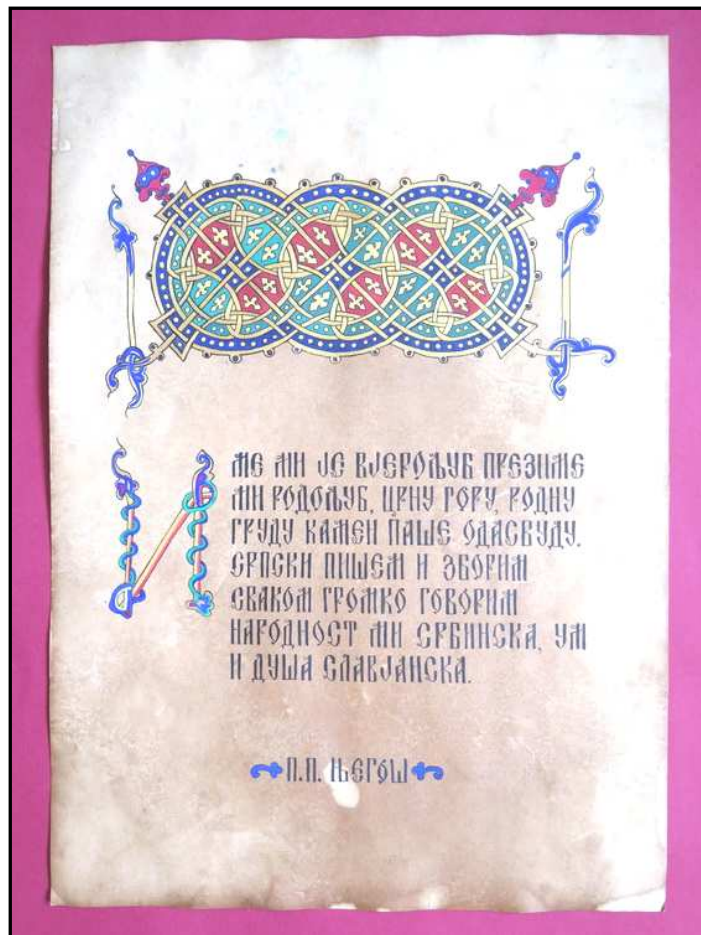 ИМЕ МИ ЈЕ ВЈЕРОЉУБ ПРЕЗИМЕ
МИ РОДОЉУБ, ЦРНУ ГОРУ, РОДНУ
ГРУДУ КАМЕН ПАШЕ ОДАСВУДУ.
СРПСКИ ПИШЕМ И ЗБОРИМ
СВАКОМ ГРОМКО ГОВОРИМ
НАРОДНОСТ МИ СРБИНСКА, УМ
И ДУША СЛАВЈАНСКА.
П.П. ЊЕГОШ